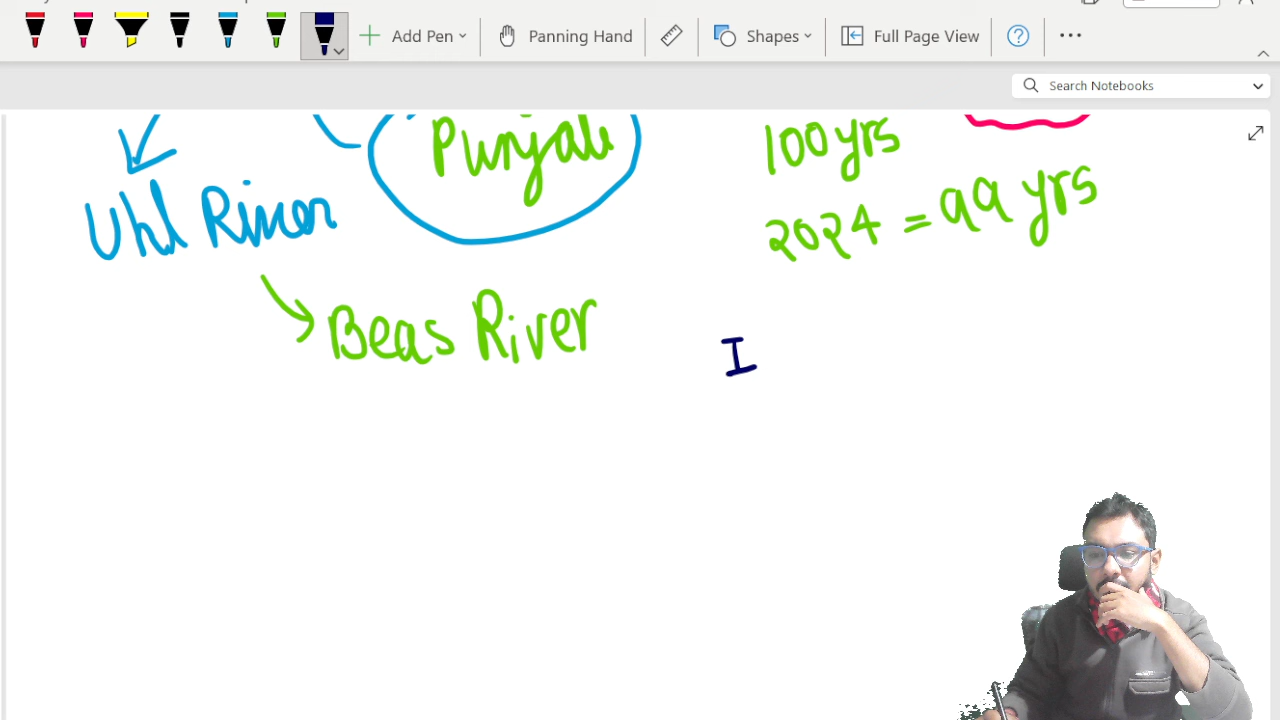 Add Pen
Panning Hand
Shapes
Full Page View
Search Notebooks
Punjab
100 yrs
2024 = 99 yrs
Uhl River
Beas River
I